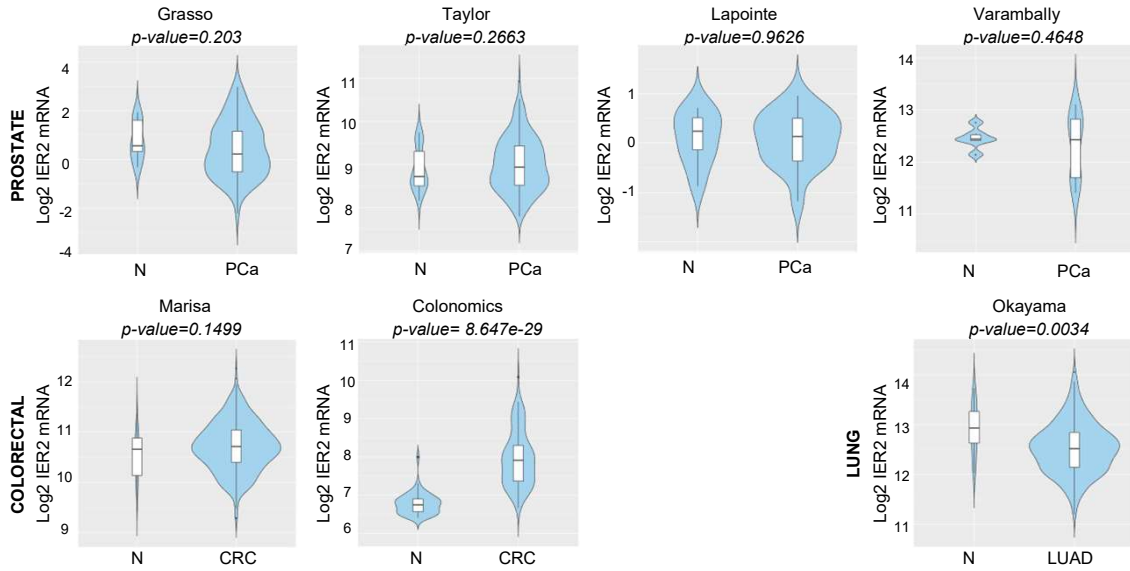 Grasso
p-value=0.203
PROSTATE
Log2 IER2 mRNA
4
2
0
-2
-4
N PCa
Taylor
p-value=0.2663
Log2 IER2 mRNA
11
10
9
8
7
N PCa
Lapointe
p-value=0.9626
Log2 IER2 mRNA
1
0
-1
N PCa
Varambally
p-value=0.4648
Log2 IER2 mRNA
14
13
12
11
N PCa
Marisa
p-value=0.1499
COLORECTAL
Log2 IER2 mRNA
12
11
10
9
N CRC
Colonomics
p-value= 8.647e-29
Log2 IER2 mRNA
11
10
9
8
7
6
N CRC
Okayama
p-value=0.0034
LUNG
Log2 IER2 mRNA
14
13
12
11
N LUAD